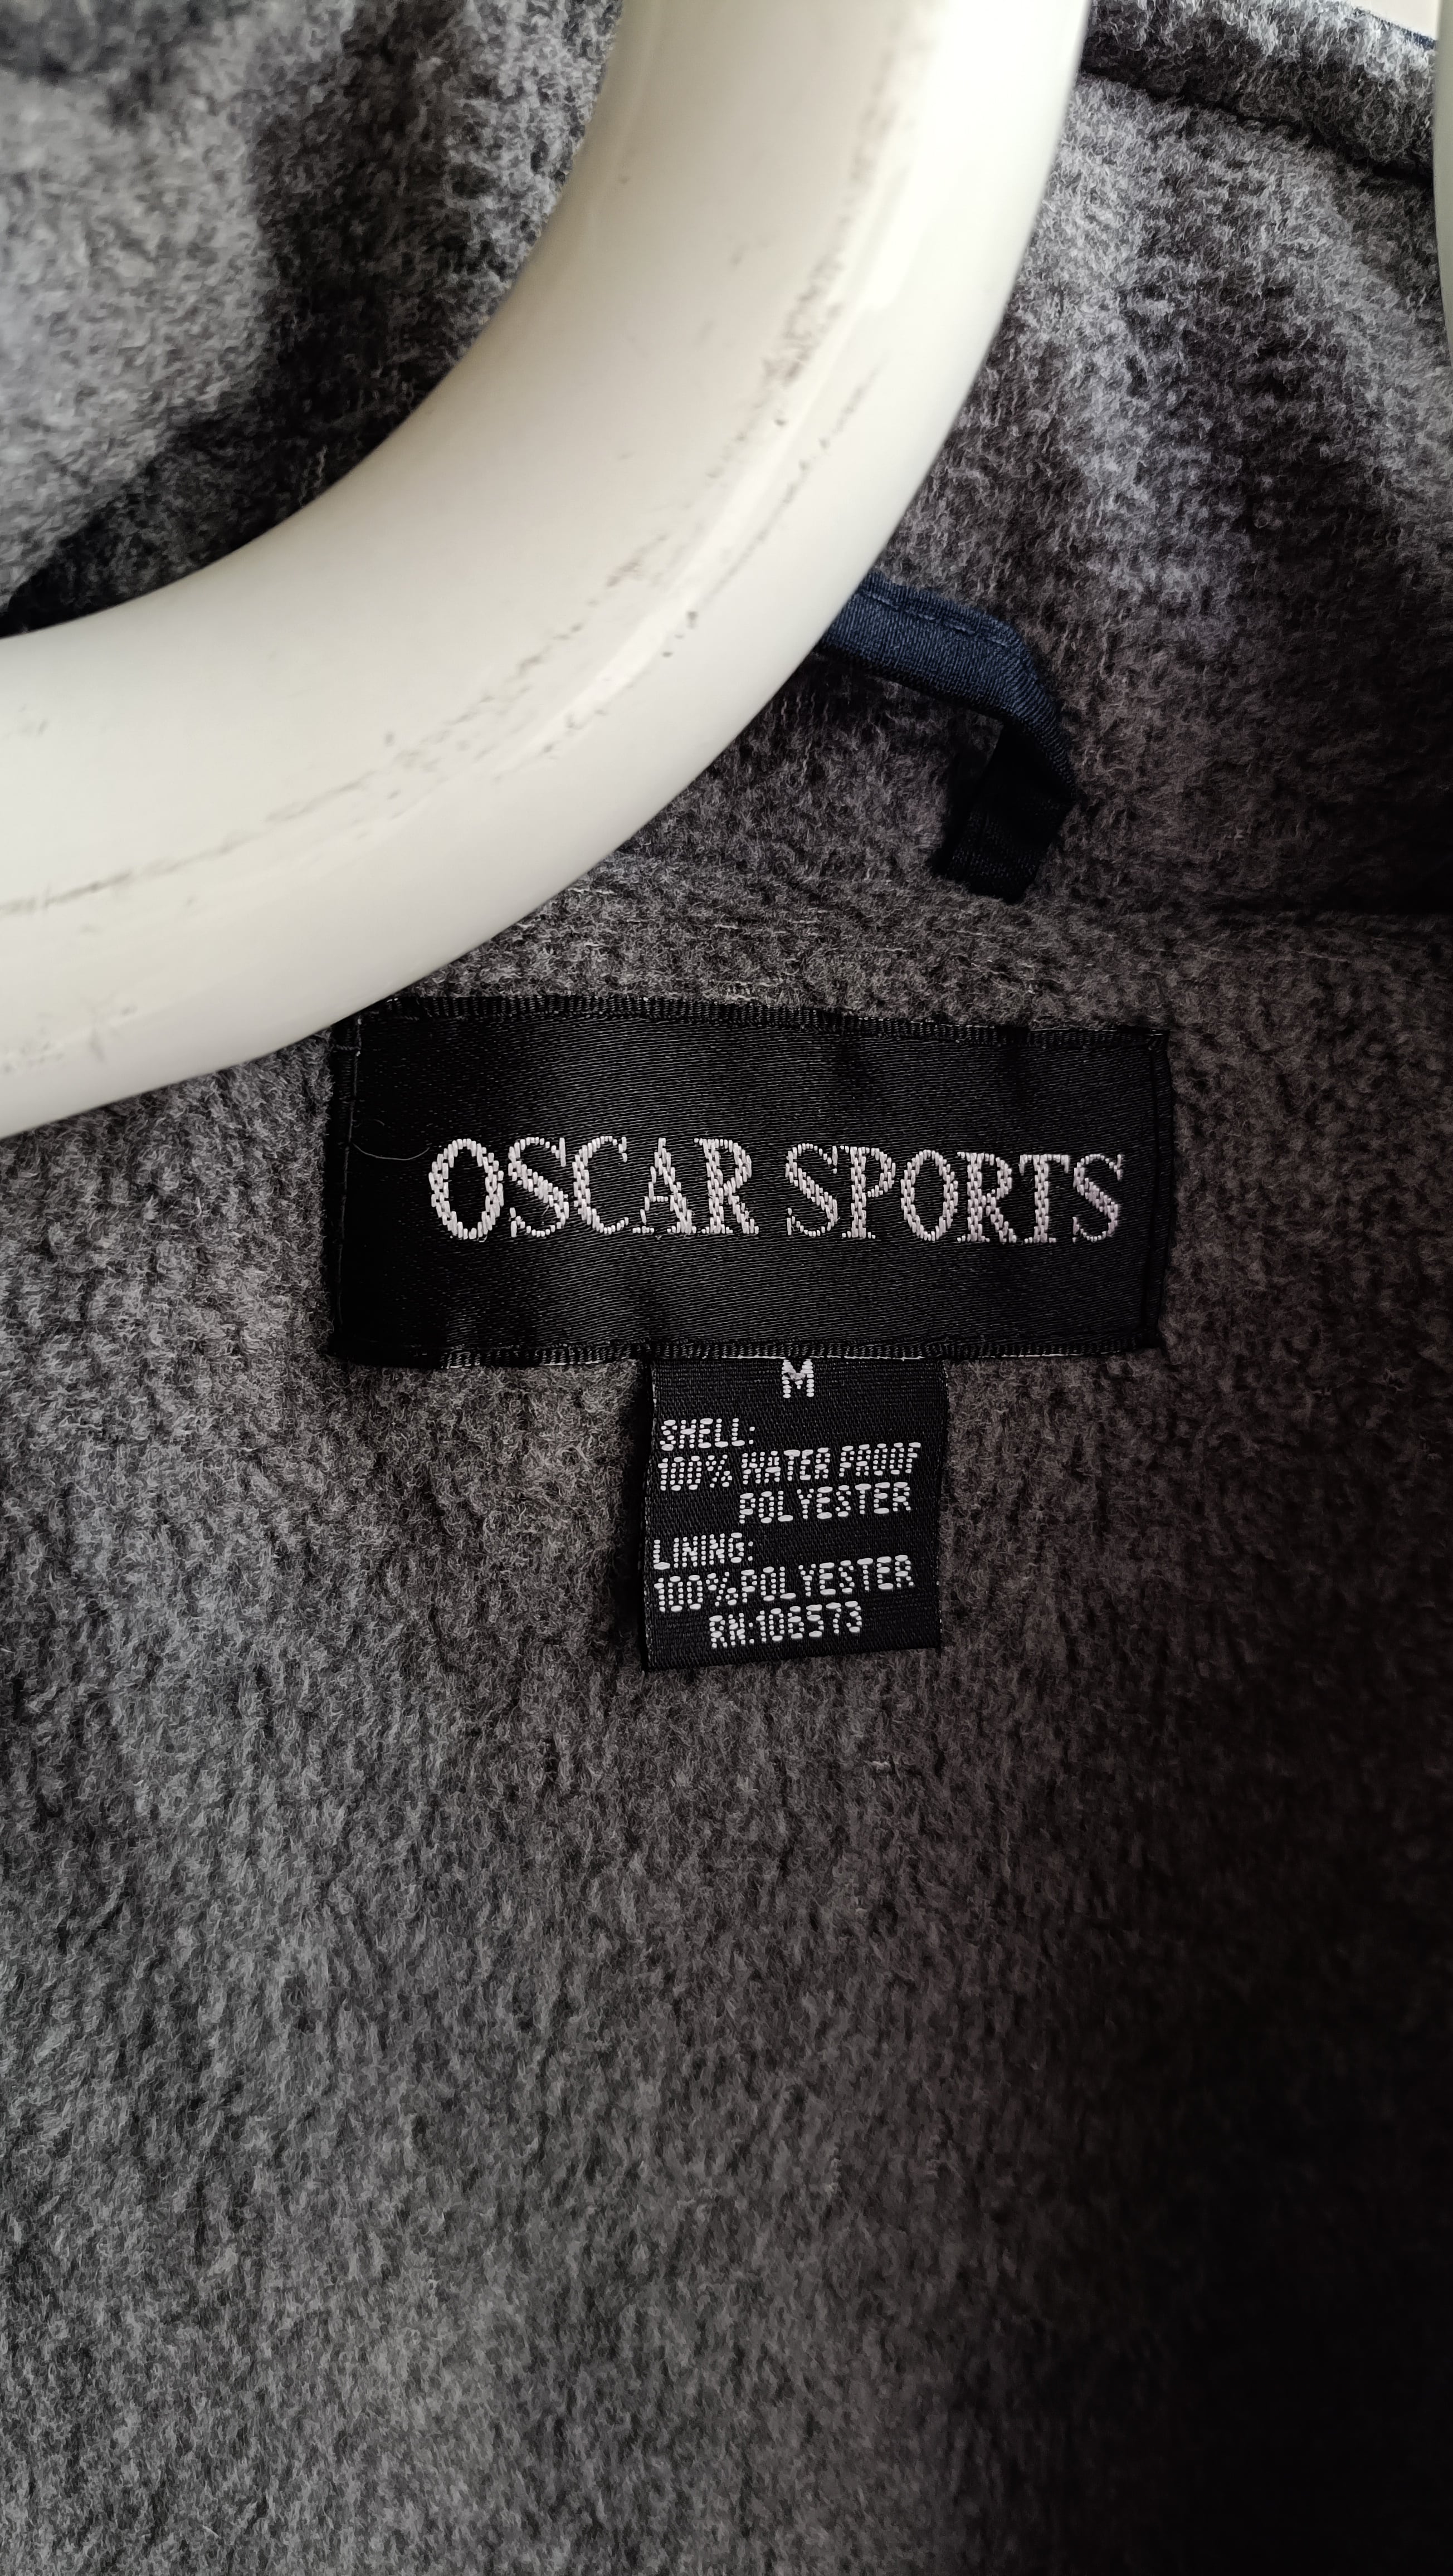 OSCAR SPORTS
M
SHELL:
100% WATER PROOF
POLYESTER
LINING:
100%POLYESTER
RN:106573